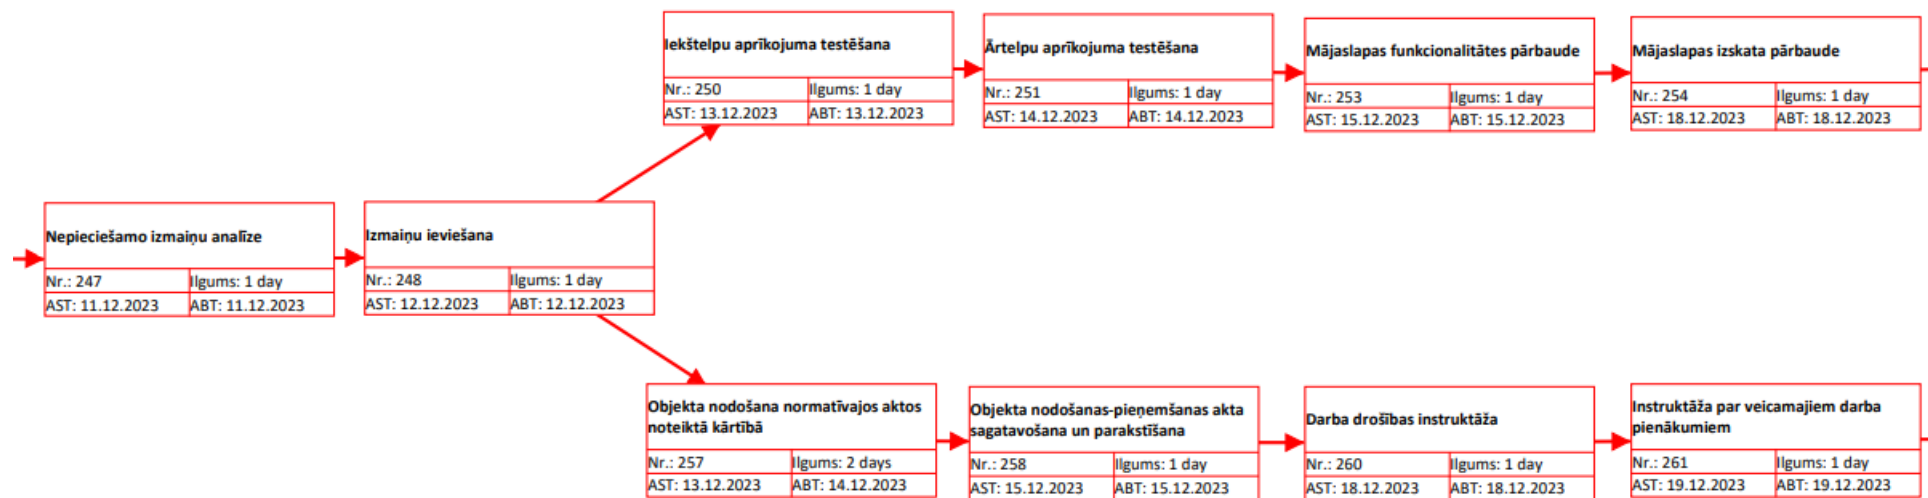 Iekštelpu aprīkojuma testēšana
Nr.: 250 Ilgums: 1 day
AST: 13.12.2023 ABT: 13.12.2023
Ārtelpu aprīkojuma testēšana
Nr.: 251 Ilgums: 1 day
AST: 14.12.2023 ABT: 14.12.2023
Mājaslapas funkcionalitātes pārbaude
Nr.: 253 Ilgums: 1 day
AST: 15.12.2023 ABT: 15.12.2023
Mājaslapas izskata pārbaude
Nr.: 254 Ilgums: 1 day
AST: 18.12.2023 ABT: 18.12.2023
Nepieciešamo izmaiņu analīze
Nr.: 247 Ilgums: 1 day
AST: 11.12.2023 ABT: 11.12.2023
Izmaiņu ieviešana
Nr.: 248 Ilgums: 1 day
AST: 12.12.2023 ABT: 12.12.2023
Objekta nodošana normatīvajos aktos
noteiktā kārtībā
Nr.: 257 Ilgums: 2 days
AST: 13.12.2023 ABT: 14.12.2023
Objekta nodošanas-pieņemšanas akta
sagatavošana un parakstīšana
Nr.: 258 Ilgums: 1 day
AST: 15.12.2023 ABT: 15.12.2023
Darba drošības instruktāža
Nr.: 260 Ilgums: 1 day
AST: 18.12.2023 ABT: 18.12.2023
Instruktāža par veicamajiem darba
pienākumiem
Nr.: 261 Ilgums: 1 day
AST: 19.12.2023 ABT: 19.12.2023